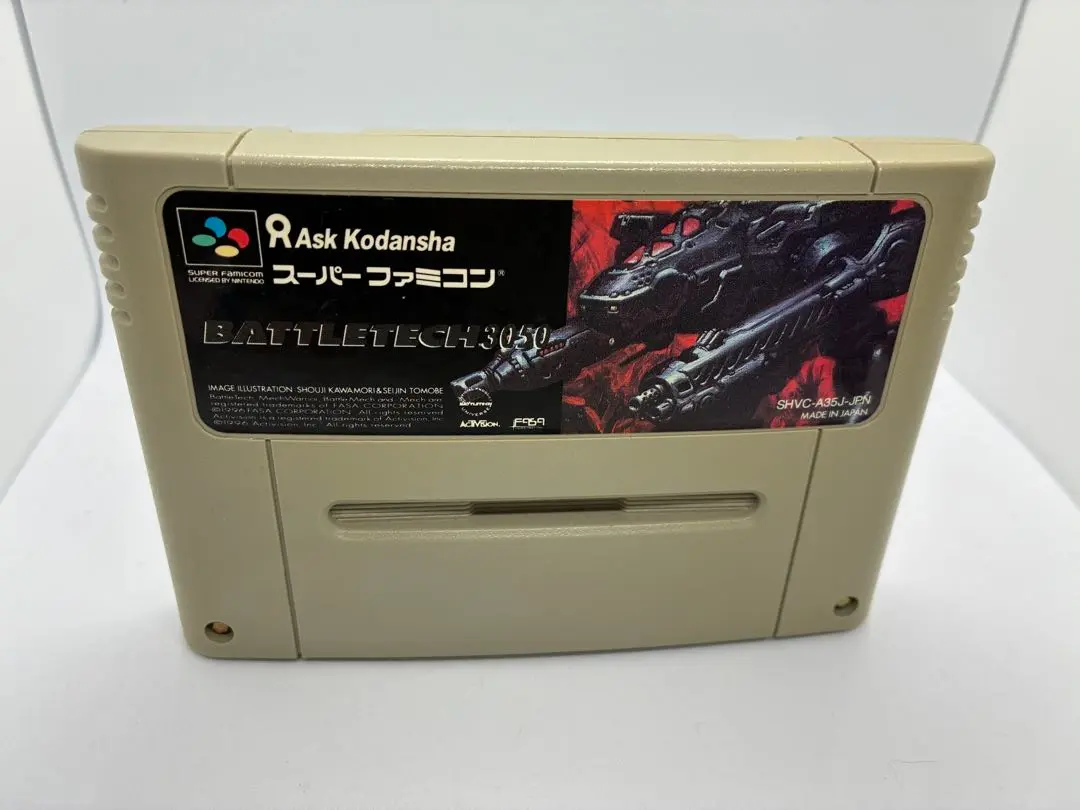 Ask Kodansha
SUPER FAMICOM
LICENSED BY NINTENDO
スーパーファミコン®
BATTLETECH 3050
IMAGE ILLUSTRATION : SHOUJI KAWAMORI & SEIJIN TOMOBE
BattleTech, MechWarrior, BattleMech and 'Mech are
registered trademarks of FASA CORPORATION
©1996 FASA CORPORATION. All rights reserved
Activision is a registered trademark of Activision, Inc.
©1996 Activision, Inc. All rights reserved
BATTLETECH
UNIVERSE
ACTIVISION.
FASA
SHVC-A35J-JPN
MADE IN JAPAN